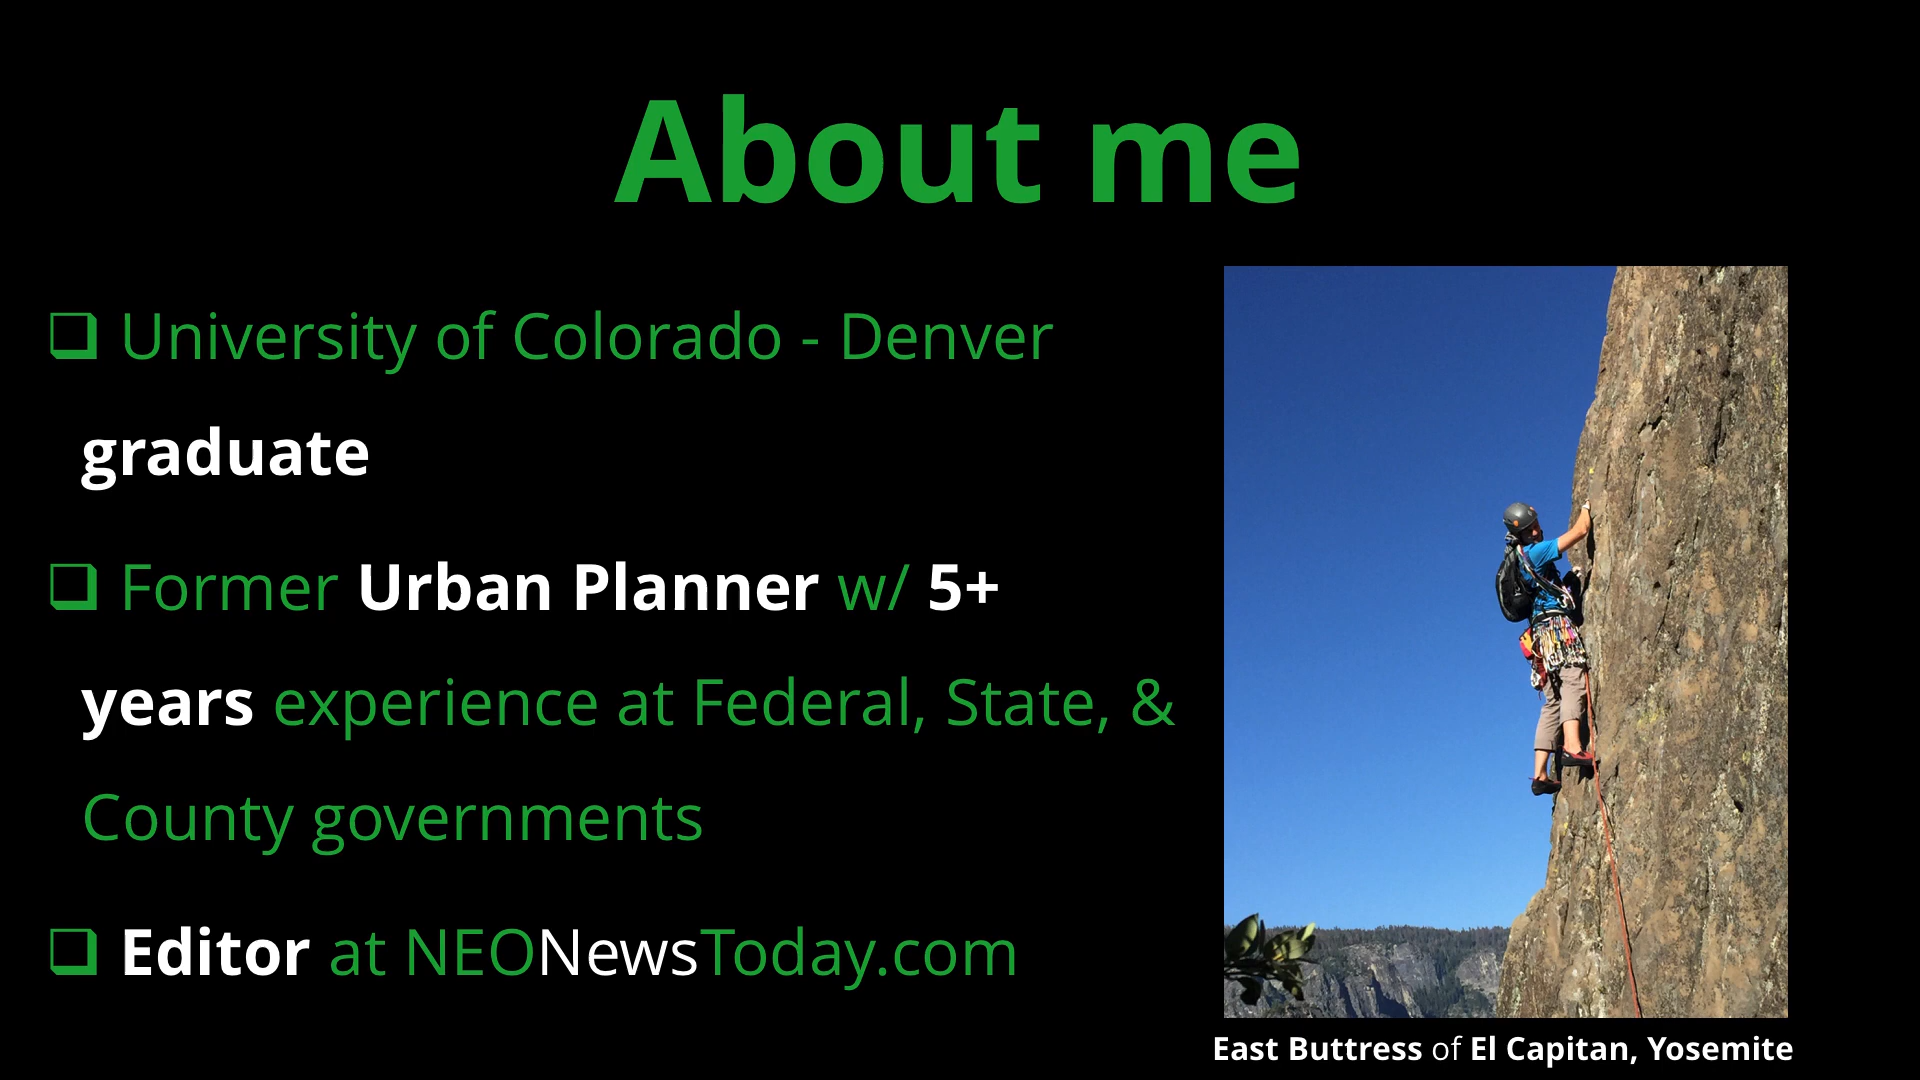 About me
❑ University of Colorado - Denver
graduate
❑ Former Urban Planner w/ 5+
years experience at Federal, State, &
County governments
❑ Editor at NEONewsToday.com
East Buttress of El Capitan, Yosemite